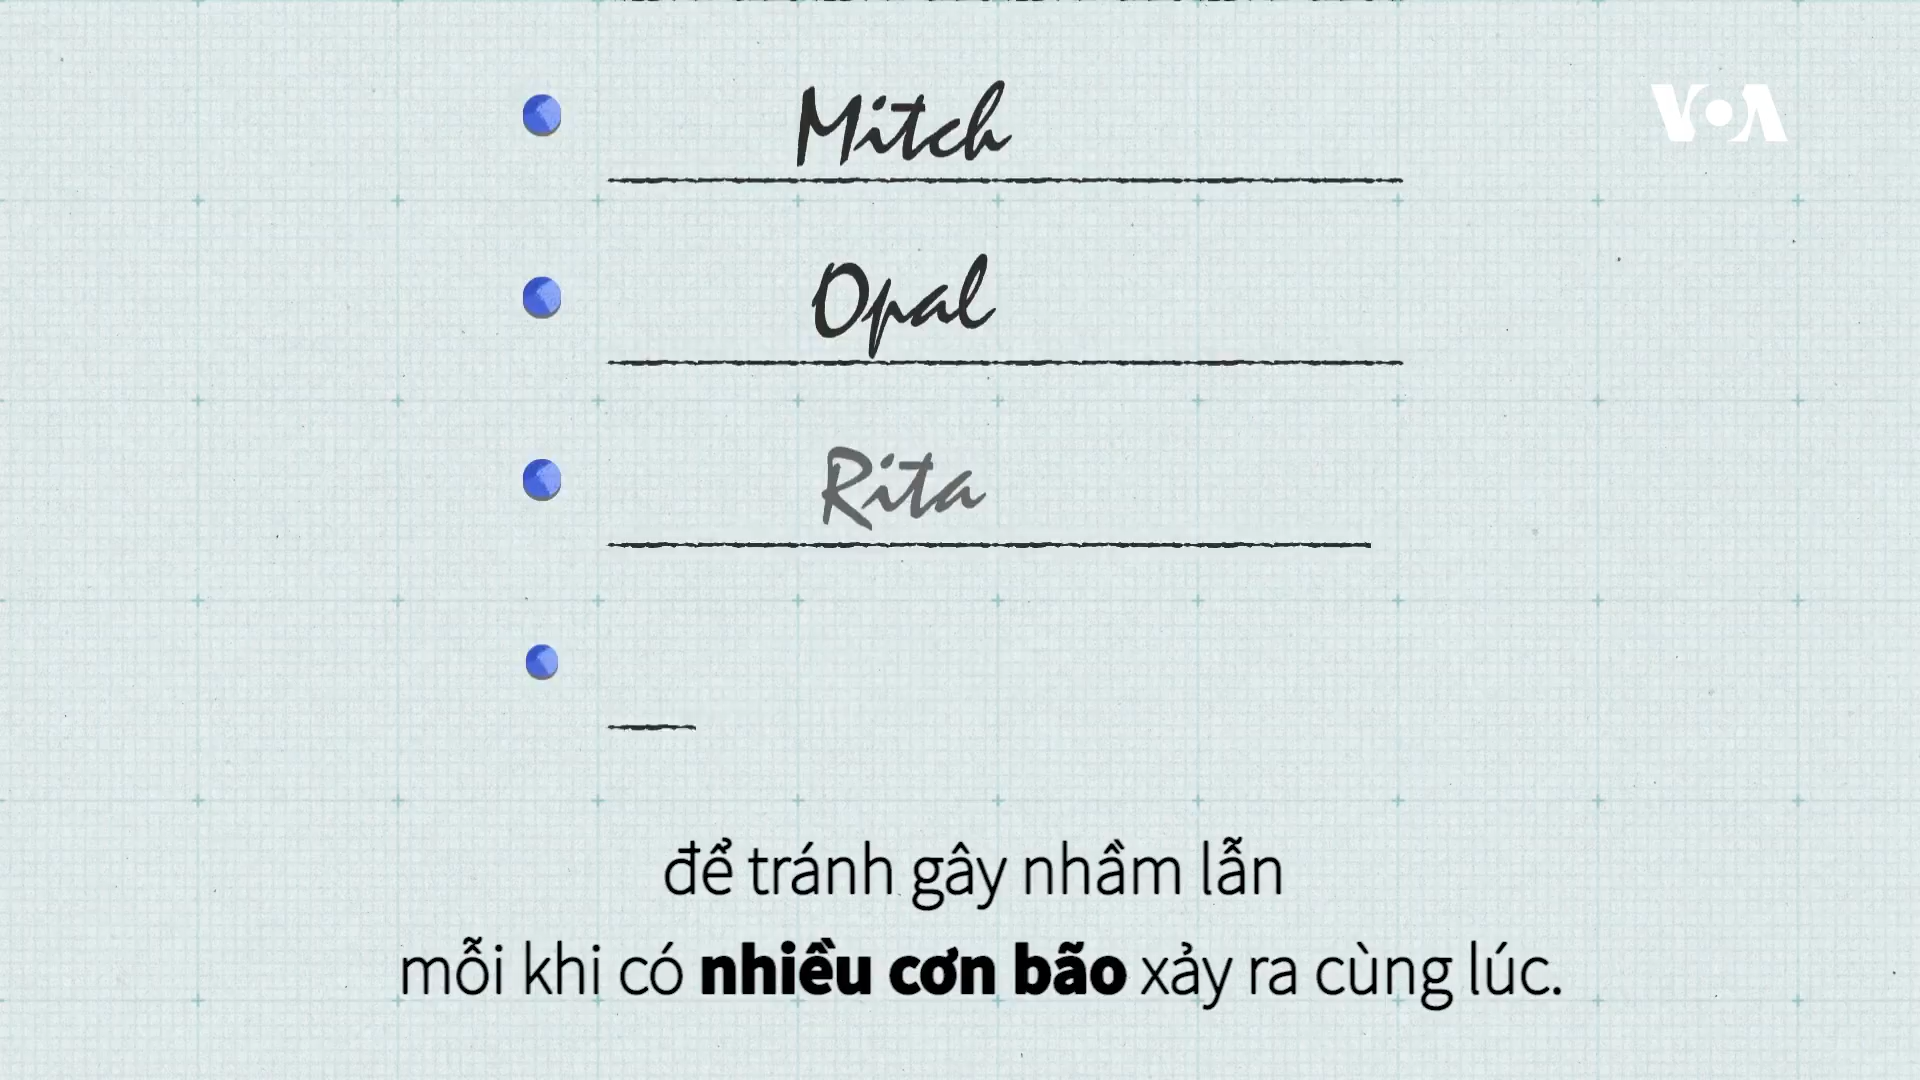 Mitch
VOA
Opal
Rita
để tránh gây nhầm lẫn
mỗi khi có nhiều cơn bão xảy ra cùng lúc.